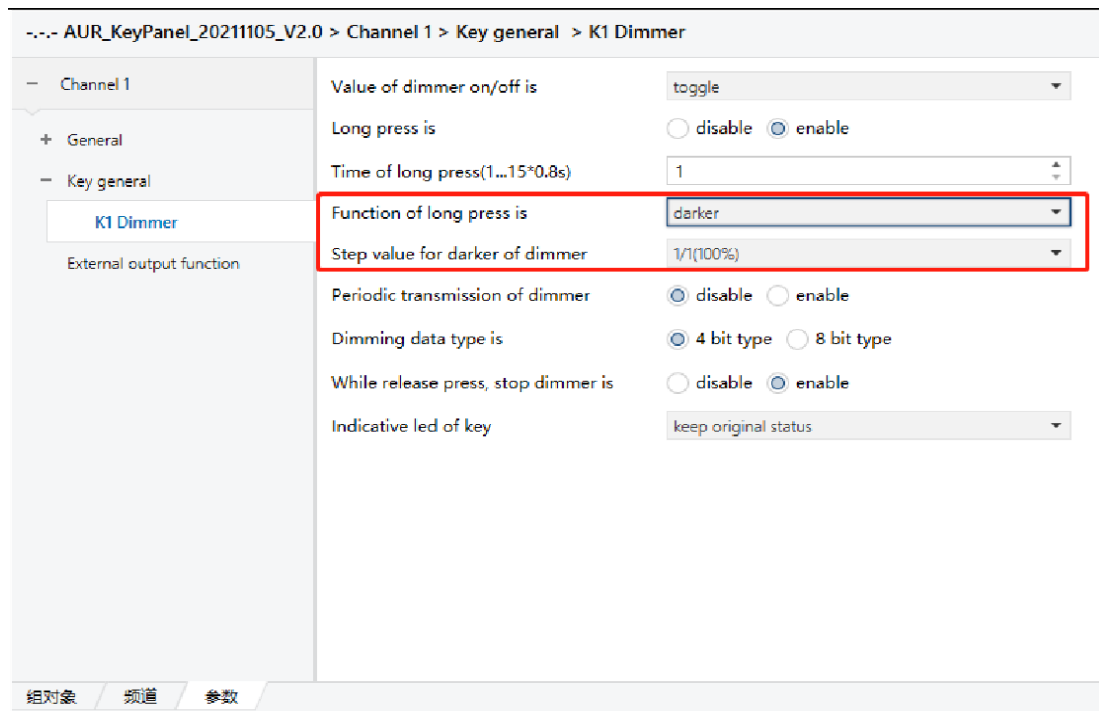 -.-.- AUR_KeyPanel_20211105_V2.0 > Channel 1 > Key general > K1 Dimmer
Channel 1
General
Key general
K1 Dimmer
External output function
Value of dimmer on/off is toggle
Long press is disable enable
Time of long press(1...15*0.8s) 1
Function of long press is darker
Step value for darker of dimmer 1/1(100%)
Periodic transmission of dimmer disable enable
Dimming data type is 4 bit type 8 bit type
While release press, stop dimmer is disable enable
Indicative led of key keep original status
组对象 频道 参数